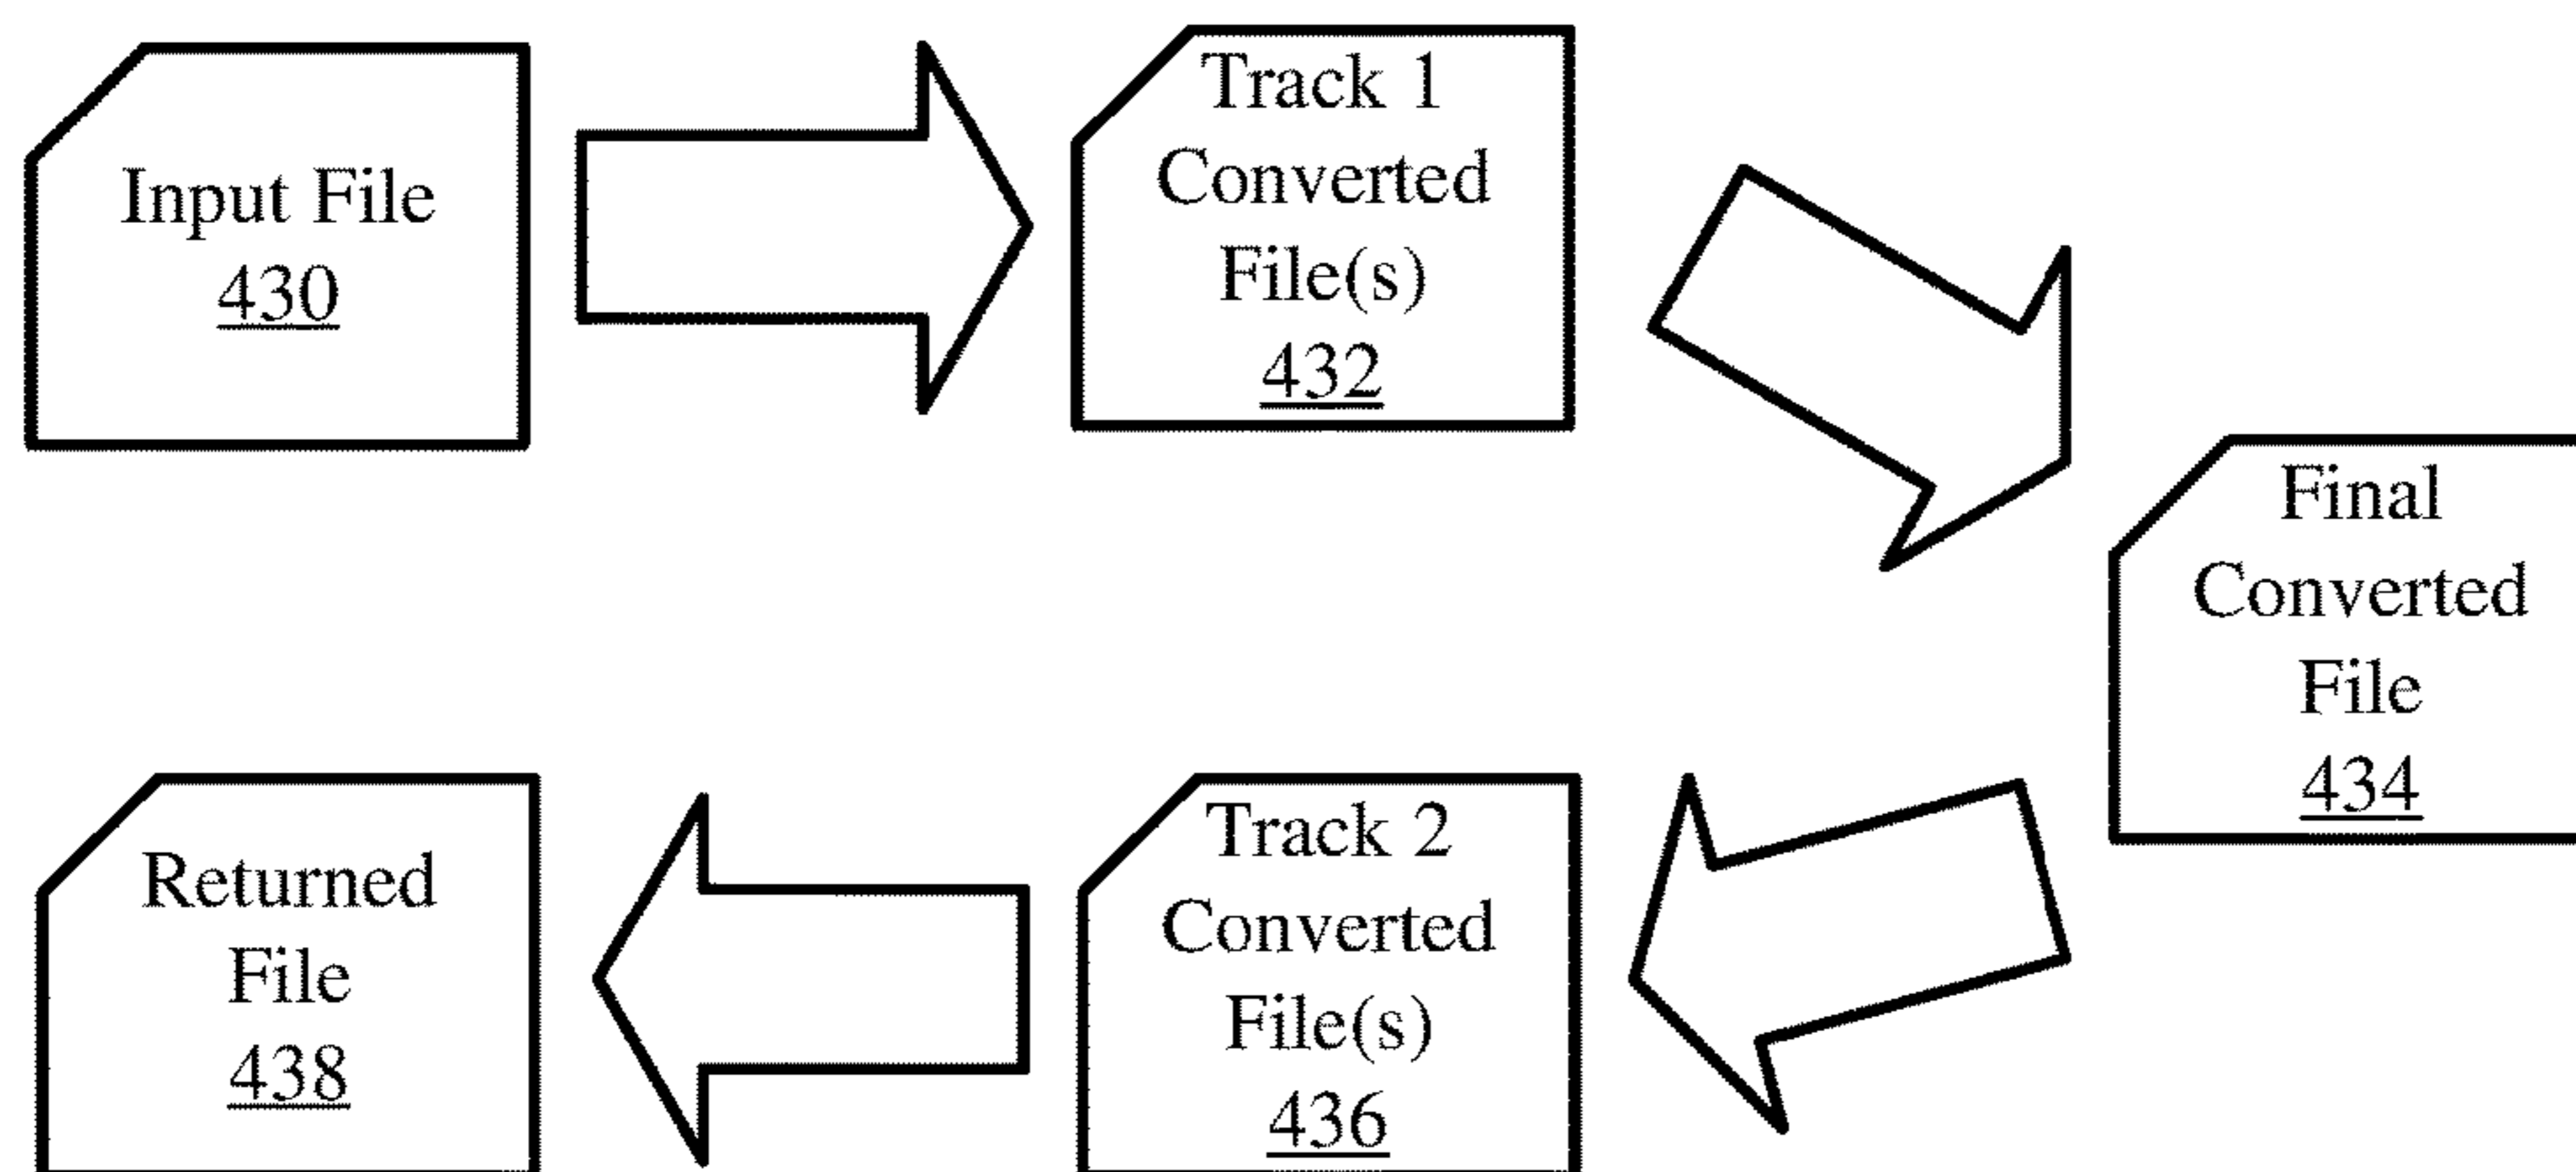 Input File
430
Track 1
Converted
File(s)
432
Final
Converted
File
434
Track 2
Converted
File(s)
436
Returned
File
438